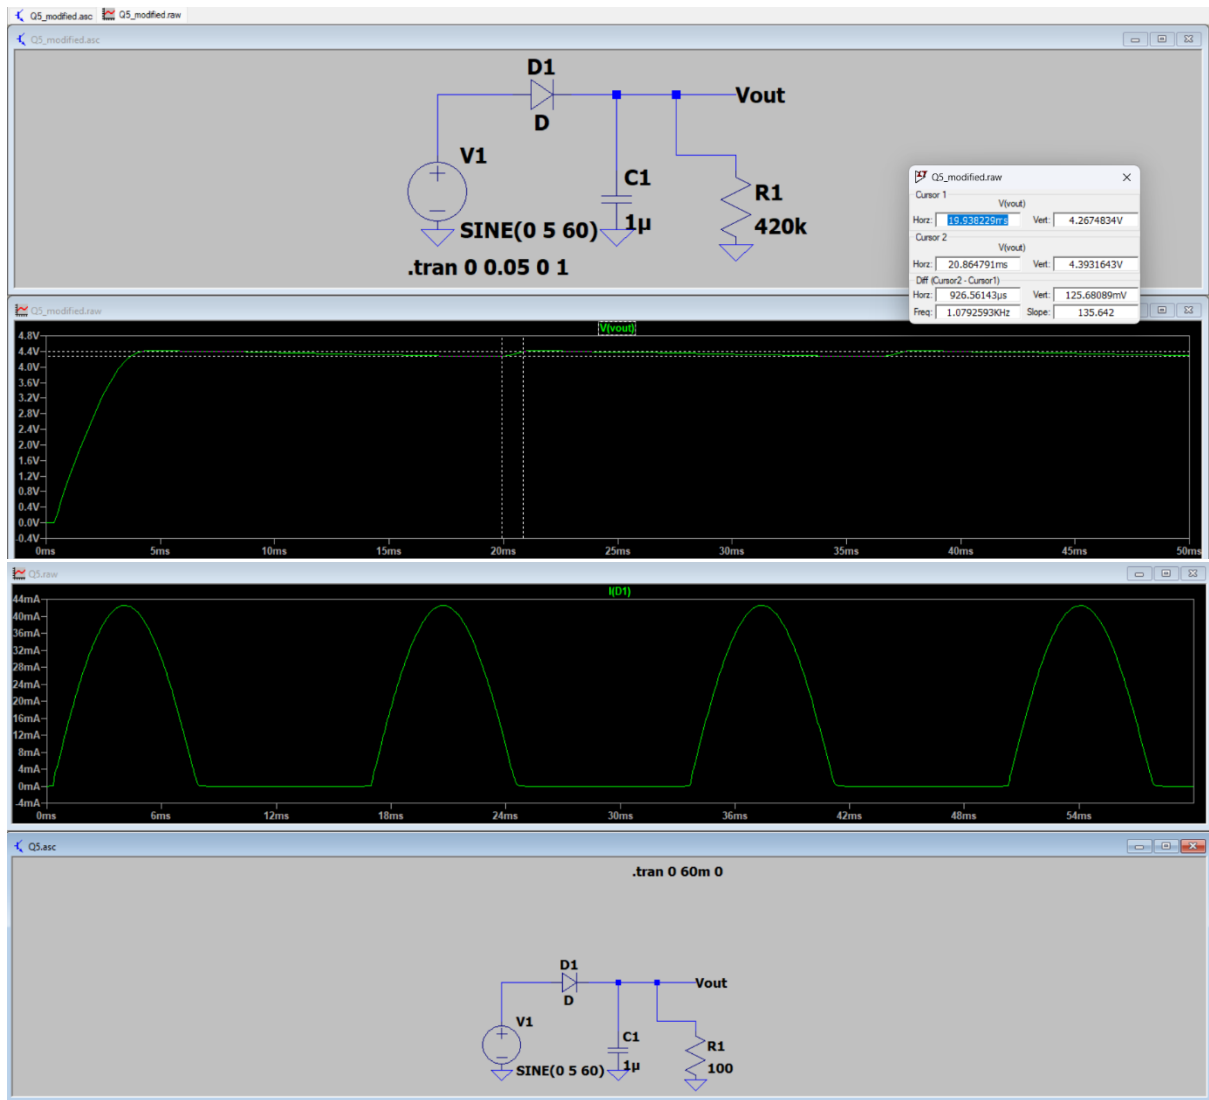 Q5_modified.asc Q5_modified.raw
Q5_modified.asc
D1
D
Vout
V1
C1
1µ
R1
420k
SINE(0 5 60)
.tran 0 0.05 0 1
Q5_modified.raw
Cursor 1
V(vout)
Horz: 19.938229ms Vert: 4.2674834V
Cursor 2
V(vout)
Horz: 20.864791ms Vert: 4.3931643V
Diff (Cursor2 - Cursor1)
Horz: 926.56143µs Vert: 125.68089mV
Freq: 1.0792593KHz Slope: 135.642
Q5_modified.raw
V(vout)
4.8V
4.4V
4.0V
3.6V
3.2V
2.8V
2.4V
2.0V
1.6V
1.2V
0.8V
0.4V
0.0V
-0.4V
0ms 5ms 10ms 15ms 20ms 25ms 30ms 35ms 40ms 45ms 50ms
Q5.raw
I(D1)
44mA
40mA
36mA
32mA
28mA
24mA
20mA
16mA
12mA
8mA
4mA
0mA
-4mA
0ms 6ms 12ms 18ms 24ms 30ms 36ms 42ms 48ms 54ms
Q5.asc
.tran 0 60m 0
D1
D
Vout
V1
C1
1µ
R1
100
SINE(0 5 60)